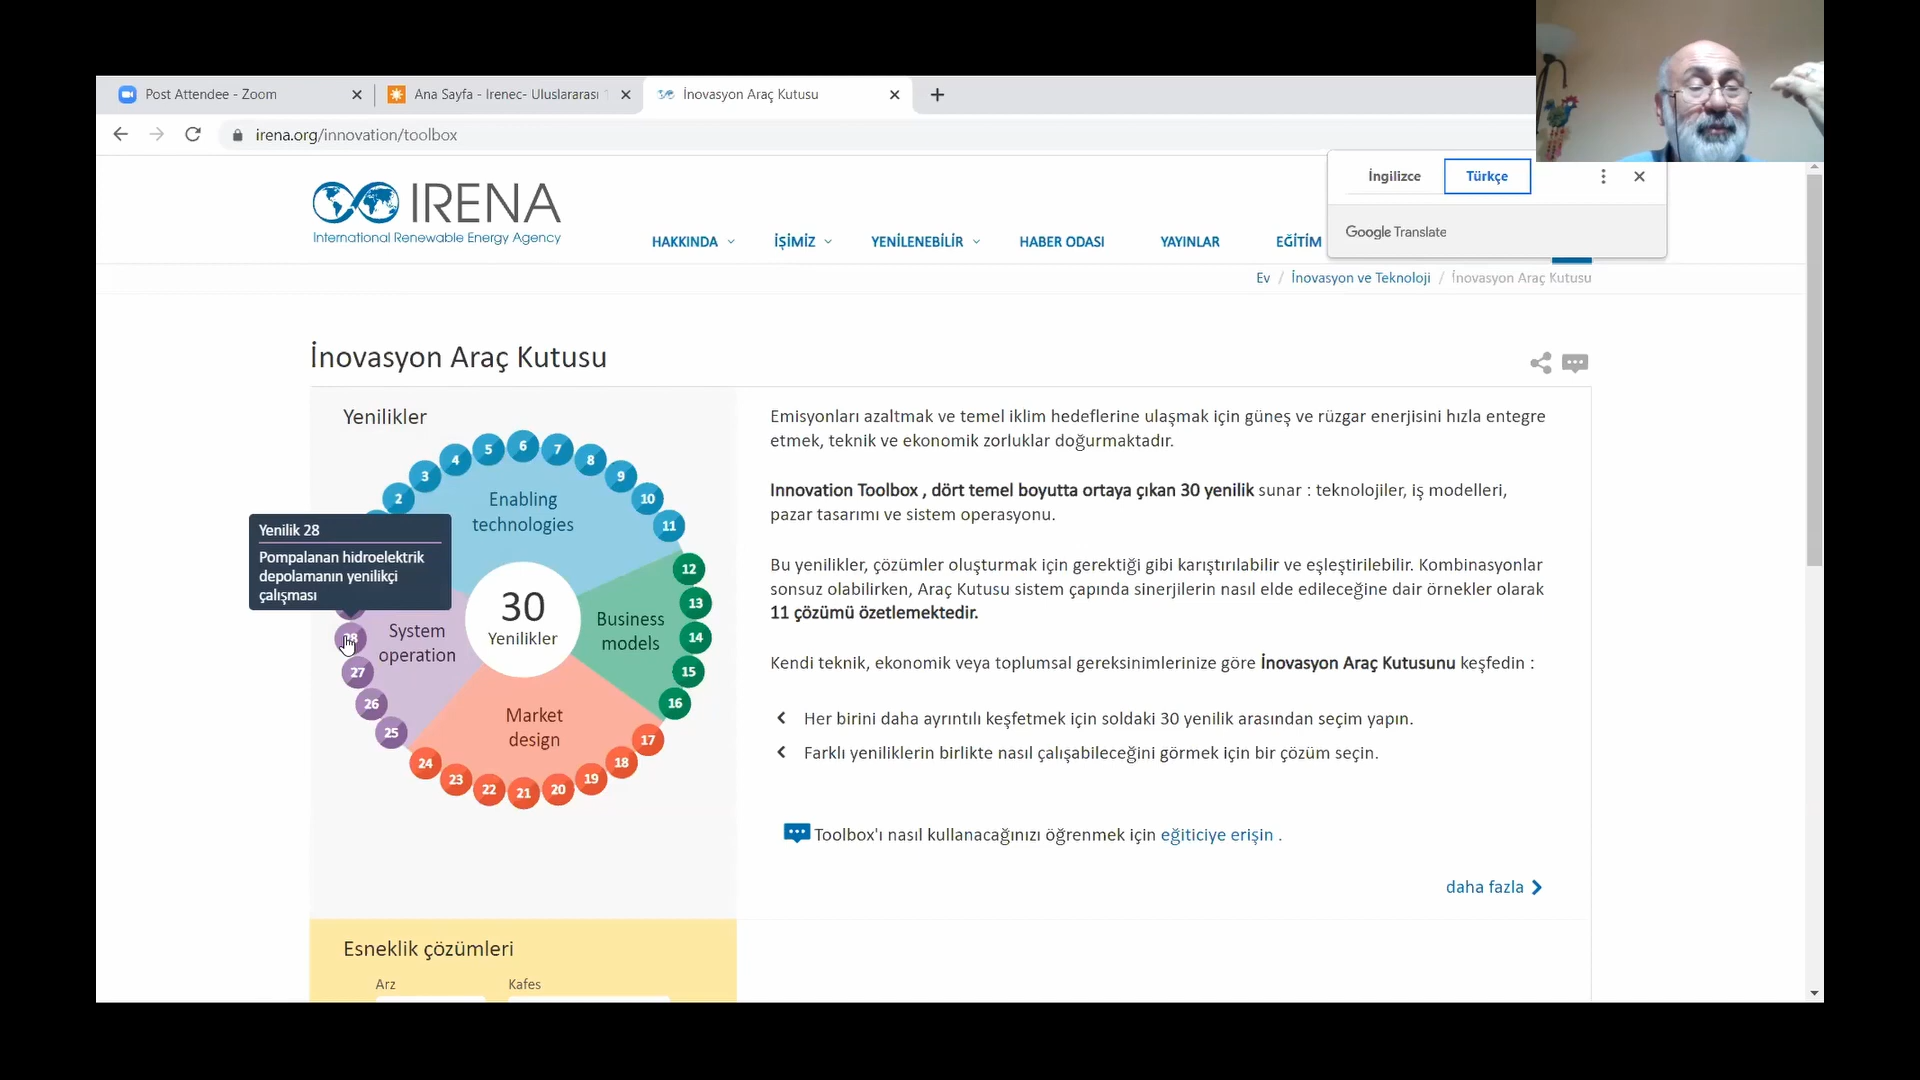 Post Attendee - Zoom
Ana Sayfa - Irenec- Uluslararası
İnovasyon Araç Kutusu
irena.org/innovation/toolbox
İngilizce
Türkçe
Google Translate
IRENA
International Renewable Energy Agency
HAKKINDA
İŞİMİZ
YENİLENEBİLİR
HABER ODASI
YAYINLAR
EĞİTİM
Ev / İnovasyon ve Teknoloji / İnovasyon Araç Kutusu
İnovasyon Araç Kutusu
Yenilikler
2
3
4
5
6
7
8
9
10
11
12
13
14
15
16
17
18
19
20
21
22
23
24
25
26
27
28
Enabling
technologies
Business
models
Market
design
System
operation
30
Yenilikler
Yenilik 28
Pompalanan hidroelektrik
depolamanın yenilikçi
çalışması
Emisyonları azaltmak ve temel iklim hedeflerine ulaşmak için güneş ve rüzgar enerjisini hızla entegre
etmek, teknik ve ekonomik zorluklar doğurmaktadır.
Innovation Toolbox , dört temel boyutta ortaya çıkan 30 yenilik sunar : teknolojiler, iş modelleri,
pazar tasarımı ve sistem operasyonu.
Bu yenilikler, çözümler oluşturmak için gerektiği gibi karıştırılabilir ve eşleştirilebilir. Kombinasyonlar
sonsuz olabilirken, Araç Kutusu sistem çapında sinerjilerin nasıl elde edileceğine dair örnekler olarak
11 çözümü özetlemektedir.
Kendi teknik, ekonomik veya toplumsal gereksinimlerinize göre İnovasyon Araç Kutusunu keşfedin :
Her birini daha ayrıntılı keşfetmek için soldaki 30 yenilik arasından seçim yapın.
Farklı yeniliklerin birlikte nasıl çalışabileceğini görmek için bir çözüm seçin.
Toolbox'ı nasıl kullanacağınızı öğrenmek için eğiticiye erişin .
daha fazla
Esneklik çözümleri
Arz
Kafes